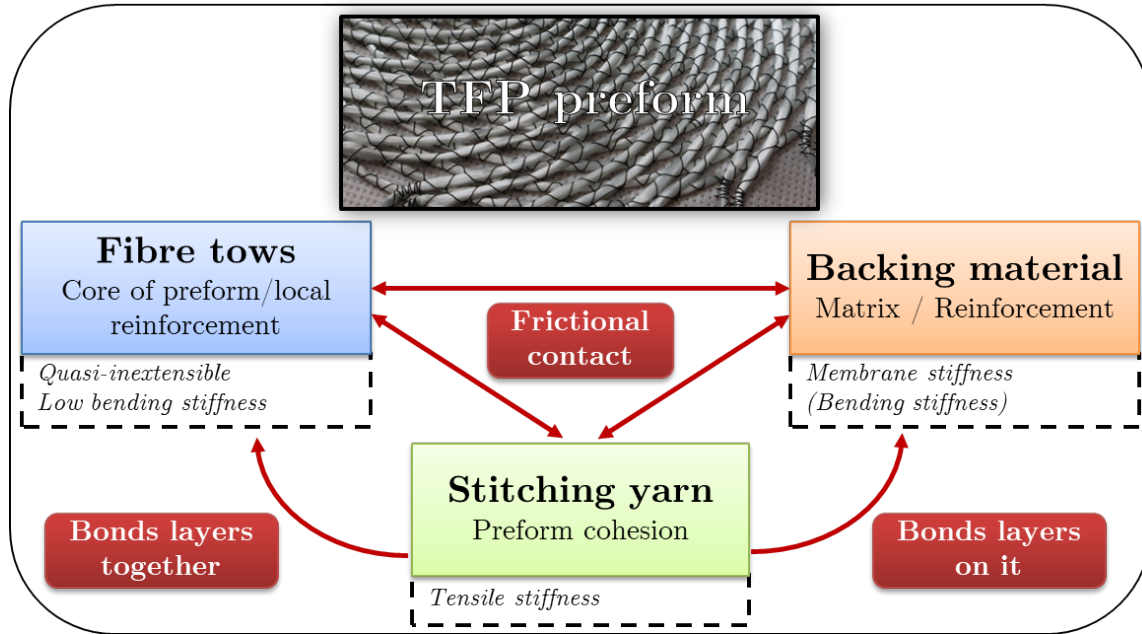 TFP preform
Fibre tows
Core of preform/local
reinforcement
Quasi-inextensible
Low bending stiffness
Backing material
Matrix / Reinforcement
Membrane stiffness
(Bending stiffness)
Frictional
contact
Stitching yarn
Preform cohesion
Tensile stiffness
Bonds layers
together
Bonds layers
on it